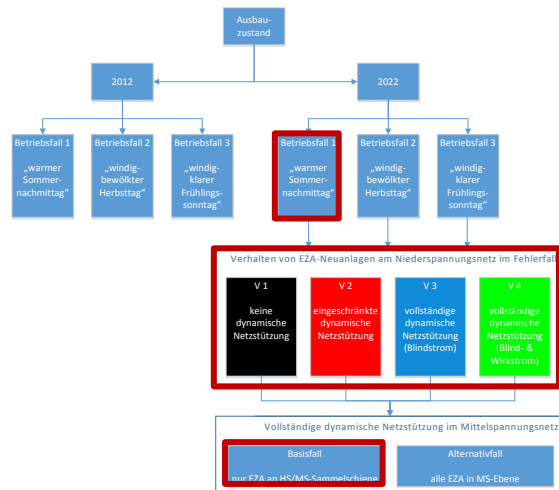 Ausbau-
zustand
2012
2022
Betriebsfall 1
„warmer
Sommer-
nachmittag"
Betriebsfall 2
„windig-
bewölkter
Herbsttag"
Betriebsfall 3
„windig-
klarer
Frühlings-
sonntag"
Betriebsfall 1
„warmer
Sommer-
nachmittag"
Betriebsfall 2
„windig-
bewölkter
Herbsttag"
Betriebsfall 3
„windig-
klarer
Frühlings-
sonntag"
Verhalten von EZA-Neuanlagen am Niederspannungsnetz im Fehlerfall
V 1
keine
dynamische
Netzstützung
V 2
eingeschränkte
dynamische
Netzstützung
V 3
vollständige
dynamische
Netzstützung
(Blindstrom)
V 4
vollständige
dynamische
Netzstützung
(Blind- &
Wirkstrom)
Vollständige dynamische Netzstützung im Mittelspannungsnetz
Basisfall
nur EZA an HS/MS-Sammelschiene
Alternativfall
alle EZA in MS-Ebene